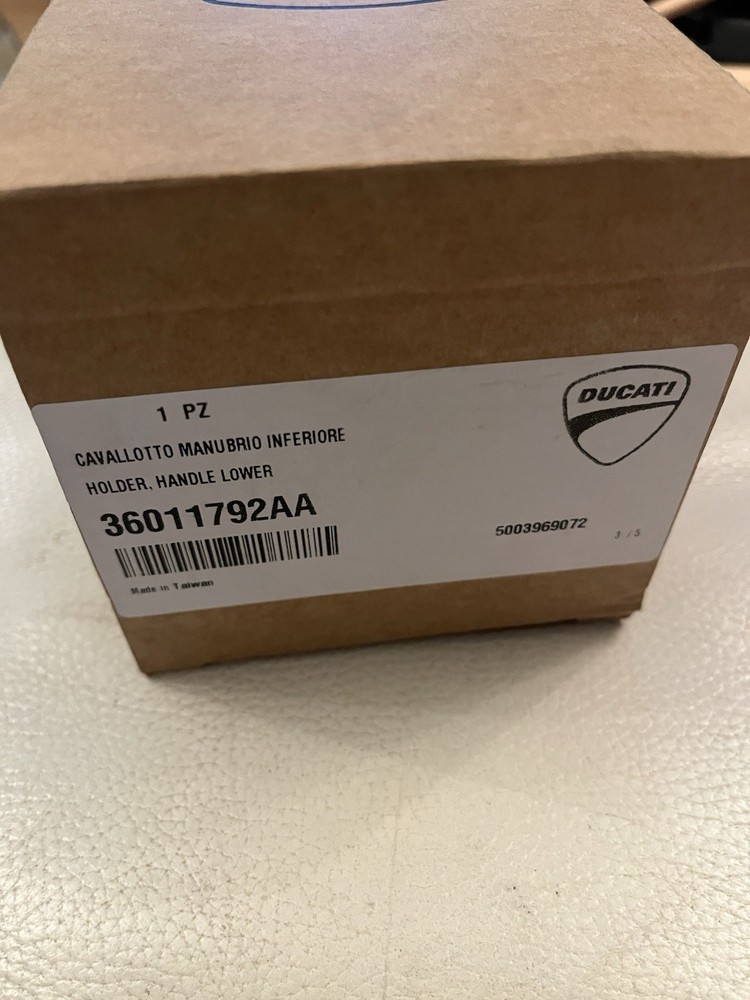 1 PZ
DUCATI
CAVALLOTTO MANUBRIO INFERIORE
HOLDER, HANDLE LOWER
36011792AA
5003969072
3 / 5
Made in Taiwan